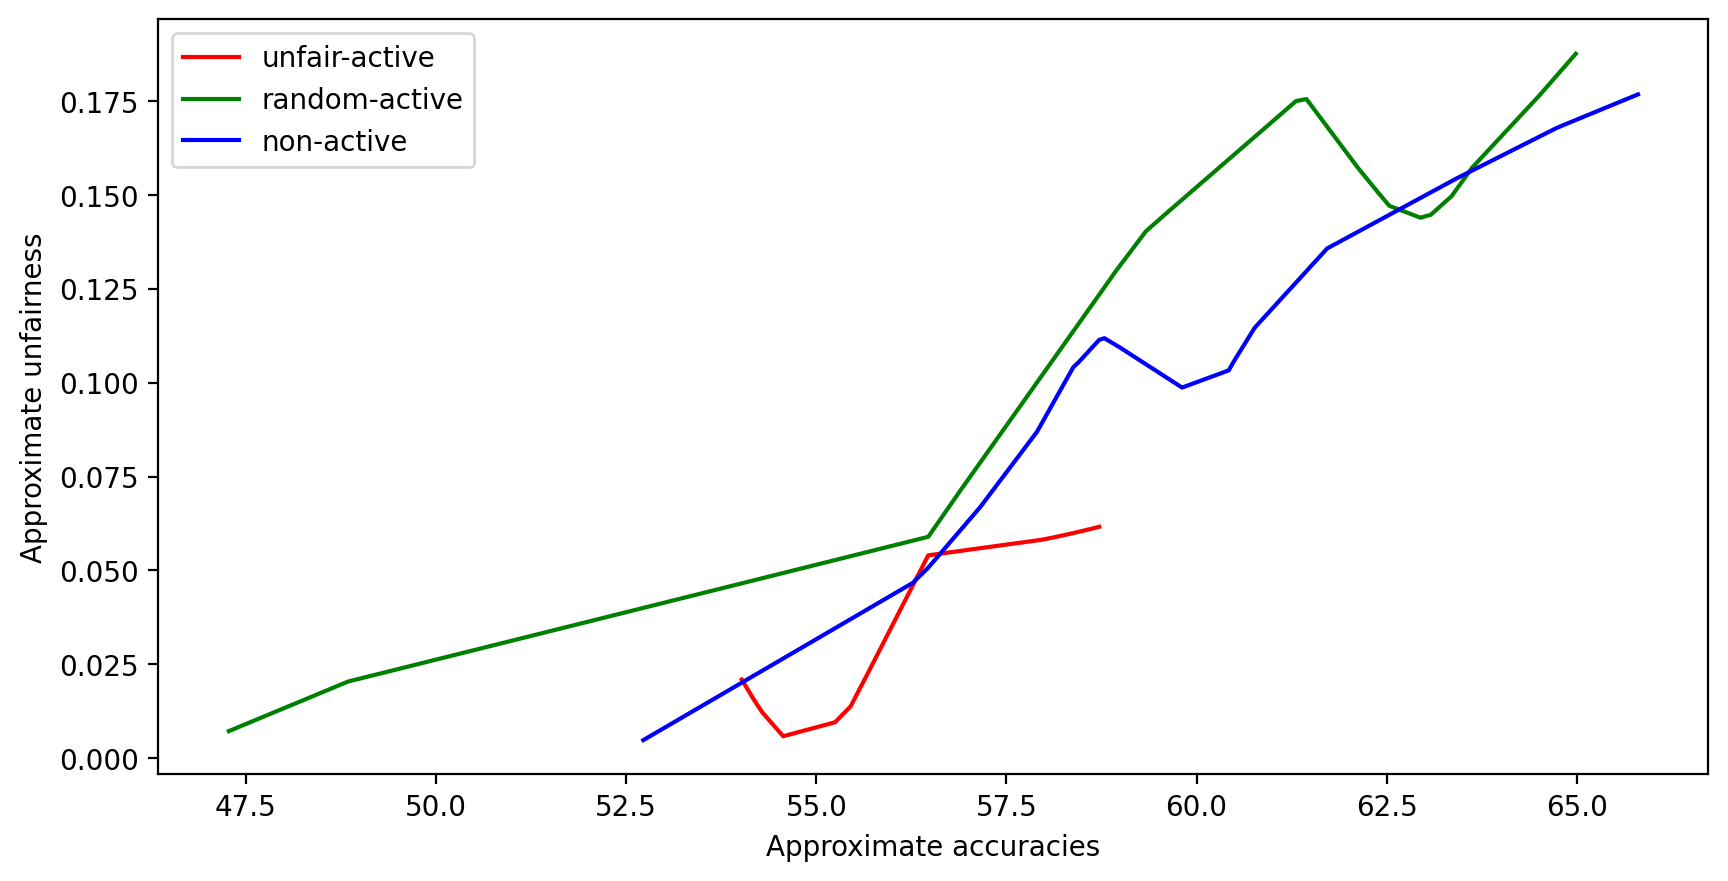 unfair-active
random-active
non-active
Approximate unfairness
0.175
0.150
0.125
0.100
0.075
0.050
0.025
0.000
47.5 50.0 52.5 55.0 57.5 60.0 62.5 65.0
Approximate accuracies